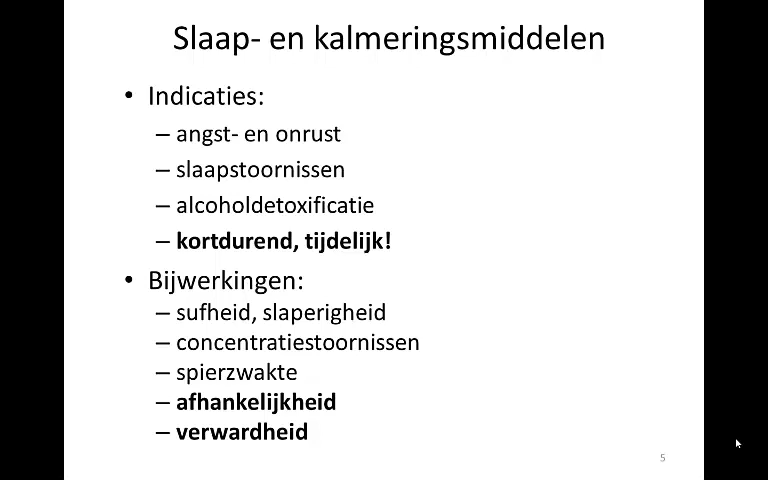 Slaap- en kalmeringsmiddelen
• Indicaties:
– angst- en onrust
– slaapstoornissen
– alcoholdetoxificatie
– kortdurend, tijdelijk!
• Bijwerkingen:
– sufheid, slaperigheid
– concentratiestoornissen
– spierzwakte
– afhankelijkheid
– verwardheid
5